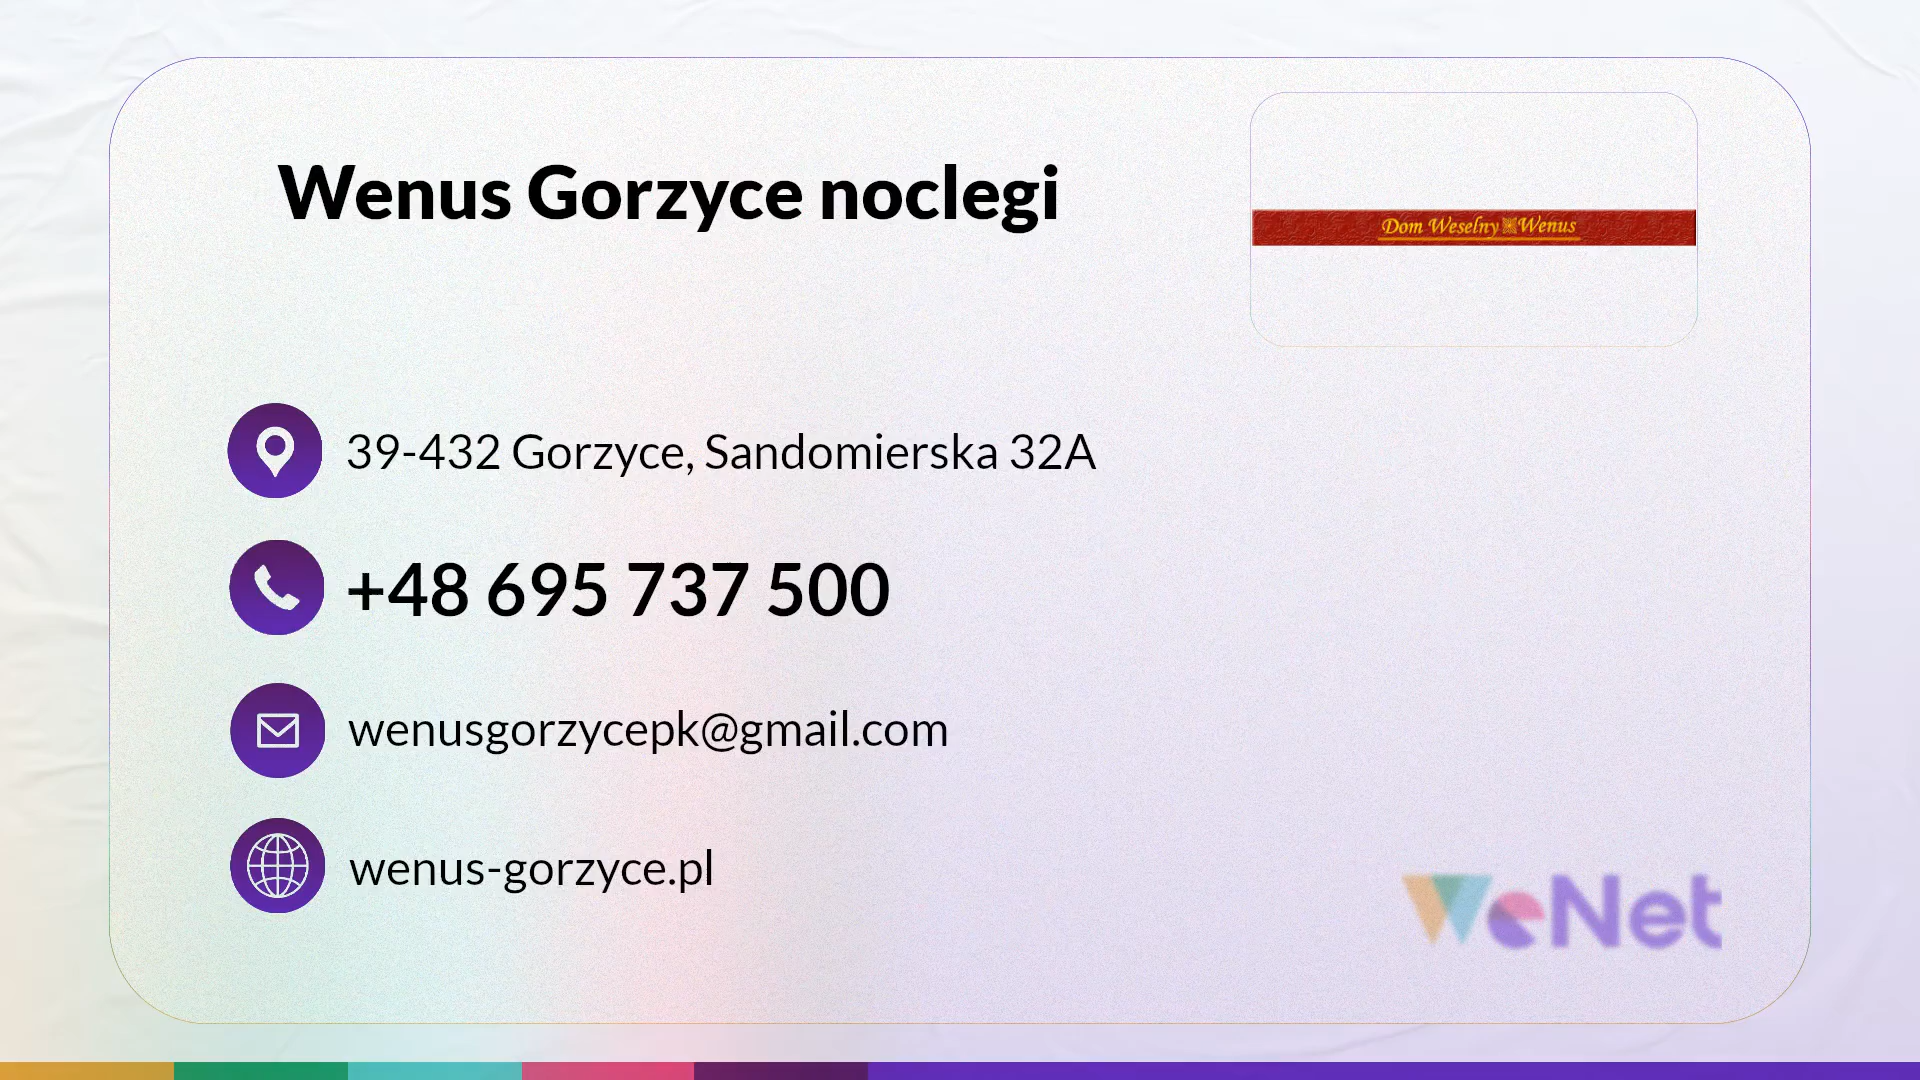 Wenus Gorzyce noclegi
Dom Weselny Wenus
39-432 Gorzyce, Sandomierska 32A
+48 695 737 500
wenusgorzycepk@gmail.com
wenus-gorzyce.pl
WeNet